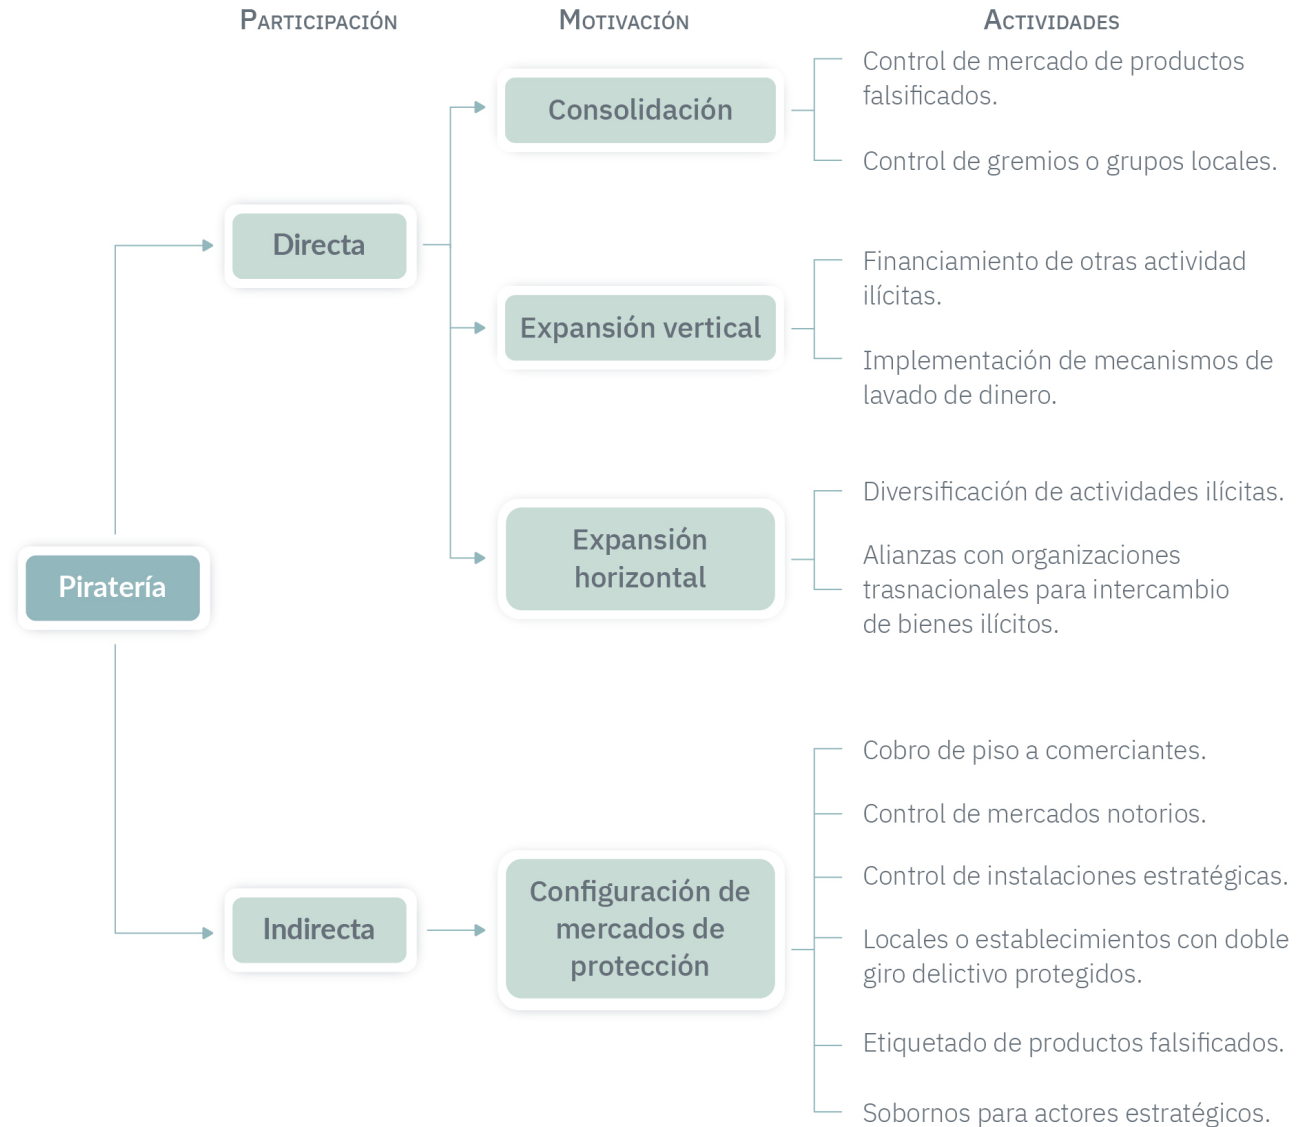 Participación
Motivación
Actividades
Piratería
Directa
Consolidación
Control de mercado de productos
falsificados.
Control de gremios o grupos locales.
Expansión vertical
Financiamiento de otras actividad
ilícitas.
Implementación de mecanismos de
lavado de dinero.
Expansión
horizontal
Diversificación de actividades ilícitas.
Alianzas con organizaciones
trasnacionales para intercambio
de bienes ilícitos.
Indirecta
Configuración de
mercados de
protección
Cobro de piso a comerciantes.
Control de mercados notorios.
Control de instalaciones estratégicas.
Locales o establecimientos con doble
giro delictivo protegidos.
Etiquetado de productos falsificados.
Sobornos para actores estratégicos.